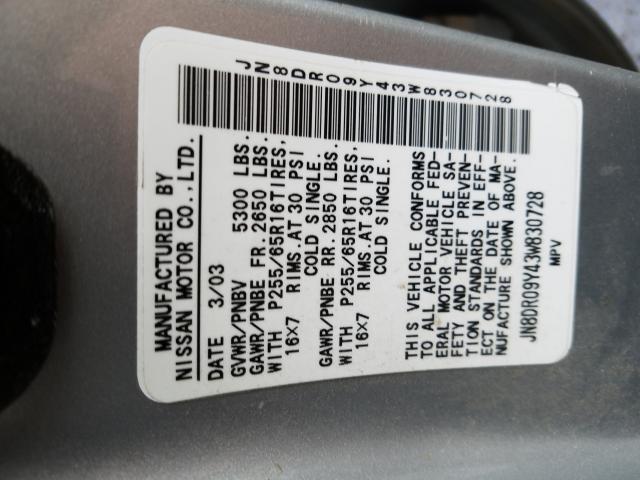 MANUFACTURED BY
NISSAN MOTOR CO.,LTD.
DATE 3/03
GVWR/PNBV 5300 LBS.
GAWR/PNBE FR. 2650 LBS.
WITH P255/65R16TIRES,
16X7 RIMS.AT 30 PSI
COLD SINGLE.
GAWR/PNBE RR. 2850 LBS.
WITH P255/65R16TIRES,
16X7 RIMS.AT 30 PSI
COLD SINGLE.
THIS VEHICLE CONFORMS
TO ALL APPLICABLE FED-
ERAL MOTOR VEHICLE SA-
FETY AND THEFT PREVEN-
TION STANDARDS IN EFF-
ECT ON THE DATE OF MA-
NUFACTURE SHOWN ABOVE.
JN8DR09Y43W830728
MPV
JN8DR09Y43W830728